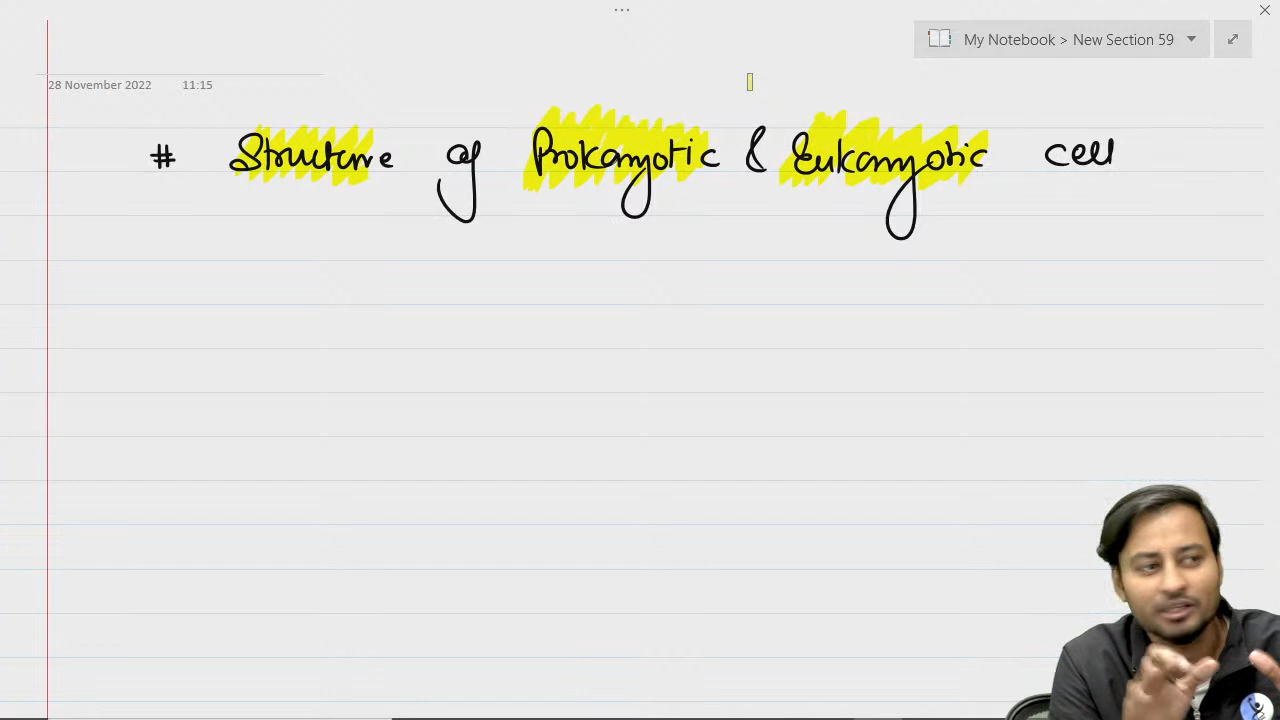 My Notebook > New Section 59
28 November 2022 11:15
# Structure of Prokaryotic & Eukaryotic cell